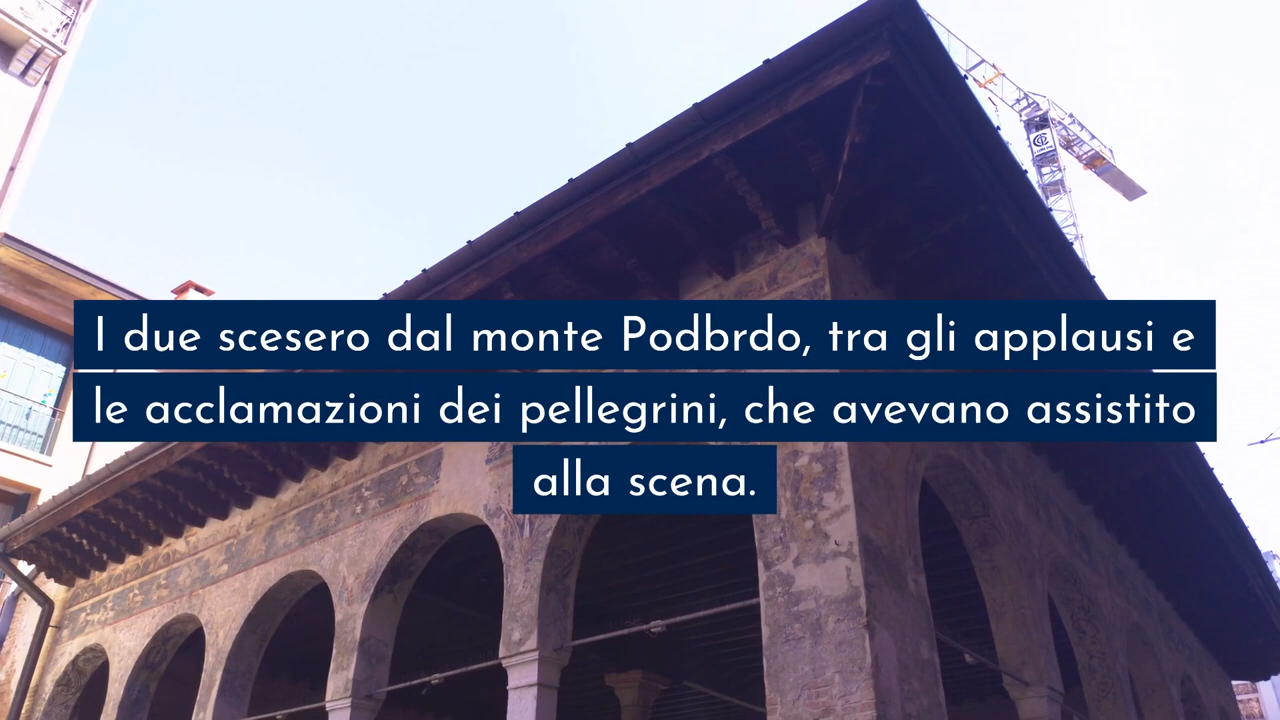 I due scesero dal monte Podbrdo, tra gli applausi e
le acclamazioni dei pellegrini, che avevano assistito
alla scena.